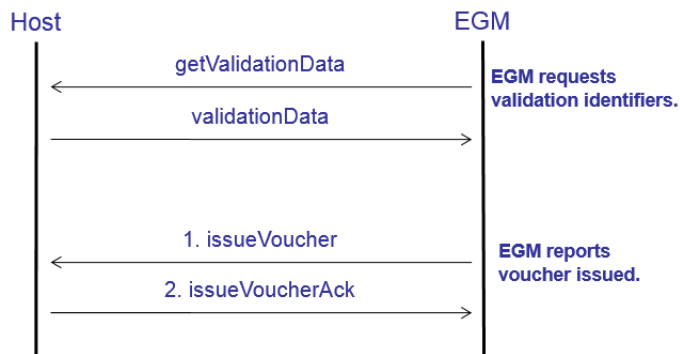 Host
EGM
getValidationData
EGM requests
validation identifiers.
validationData
1. issueVoucher
EGM reports
voucher issued.
2. issueVoucherAck